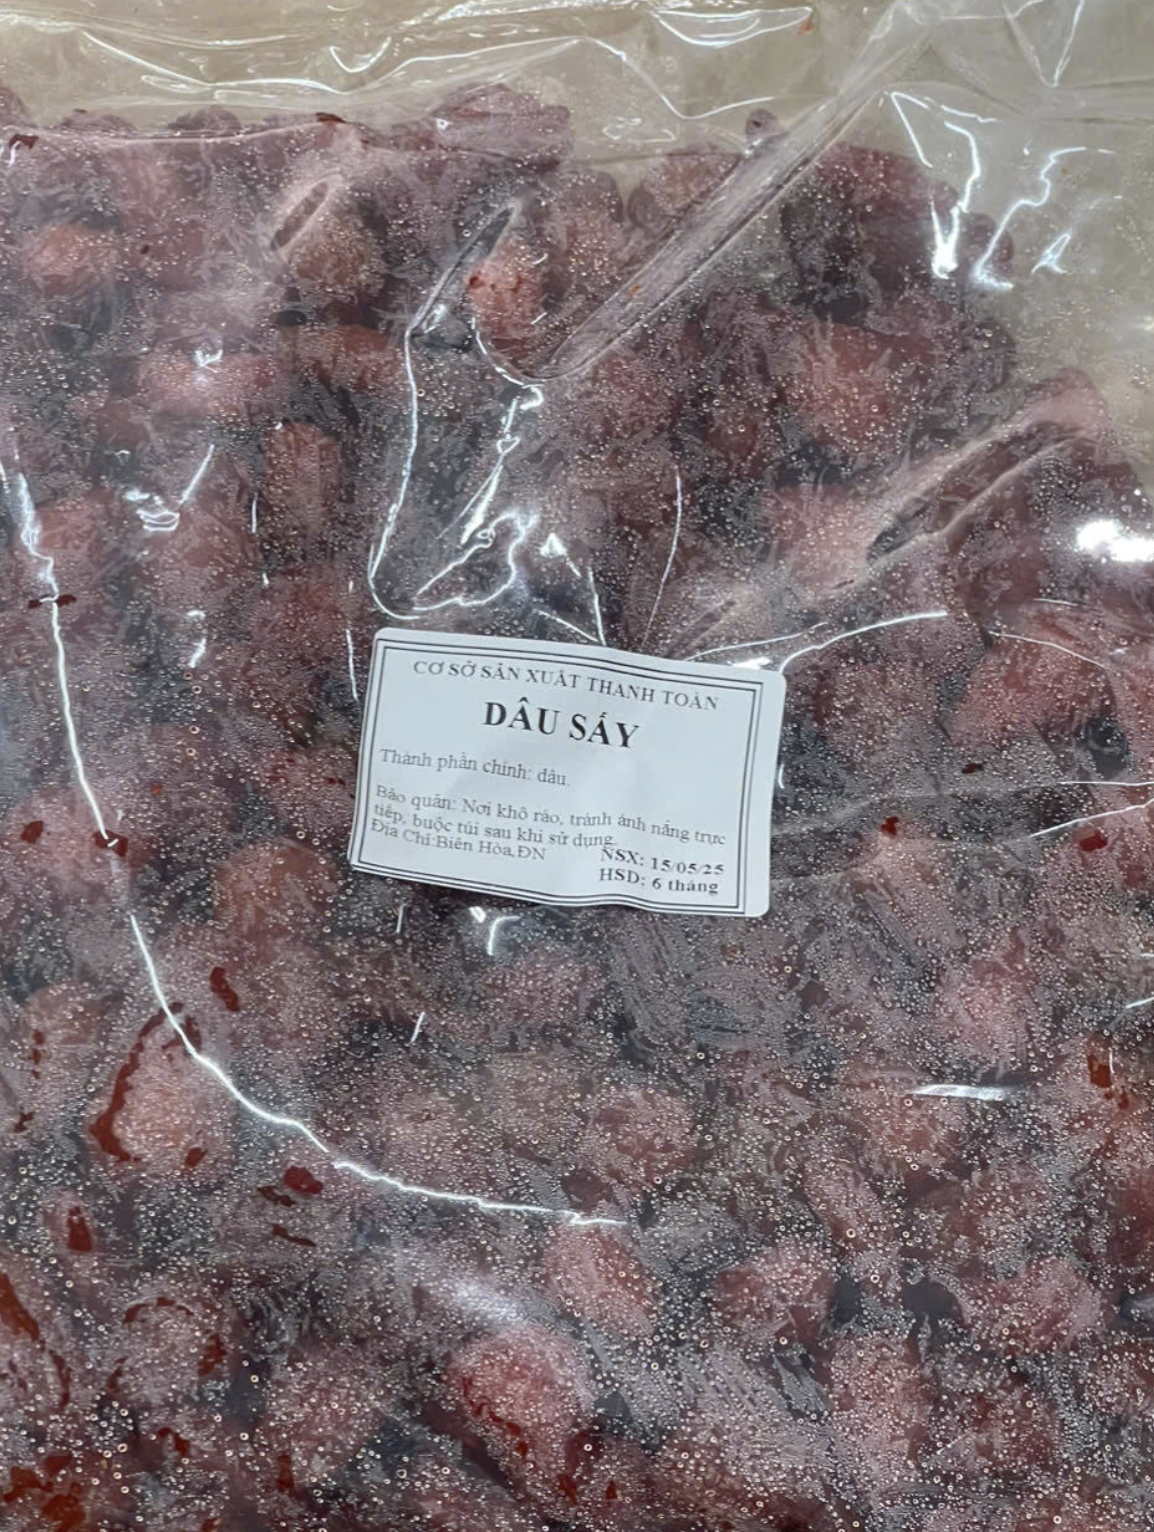 CƠ SỞ SẢN XUẤT THANH TOÀN
DÂU SẤY
Thành phần chính: dâu.
Bảo quản: Nơi khô ráo, tránh ánh nắng trực
tiếp, buộc túi sau khi sử dụng.
Địa Chỉ:Biên Hòa,ĐN
NSX: 15/05/25
HSD: 6 tháng